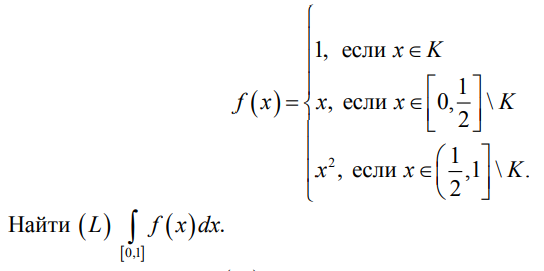 1, если x ∈ K
f(x) = { x, если x ∈ [0, 1/2] \ K
x², если x ∈ (1/2, 1] \ K.
Найти (L) ∫[0,1] f(x)dx.